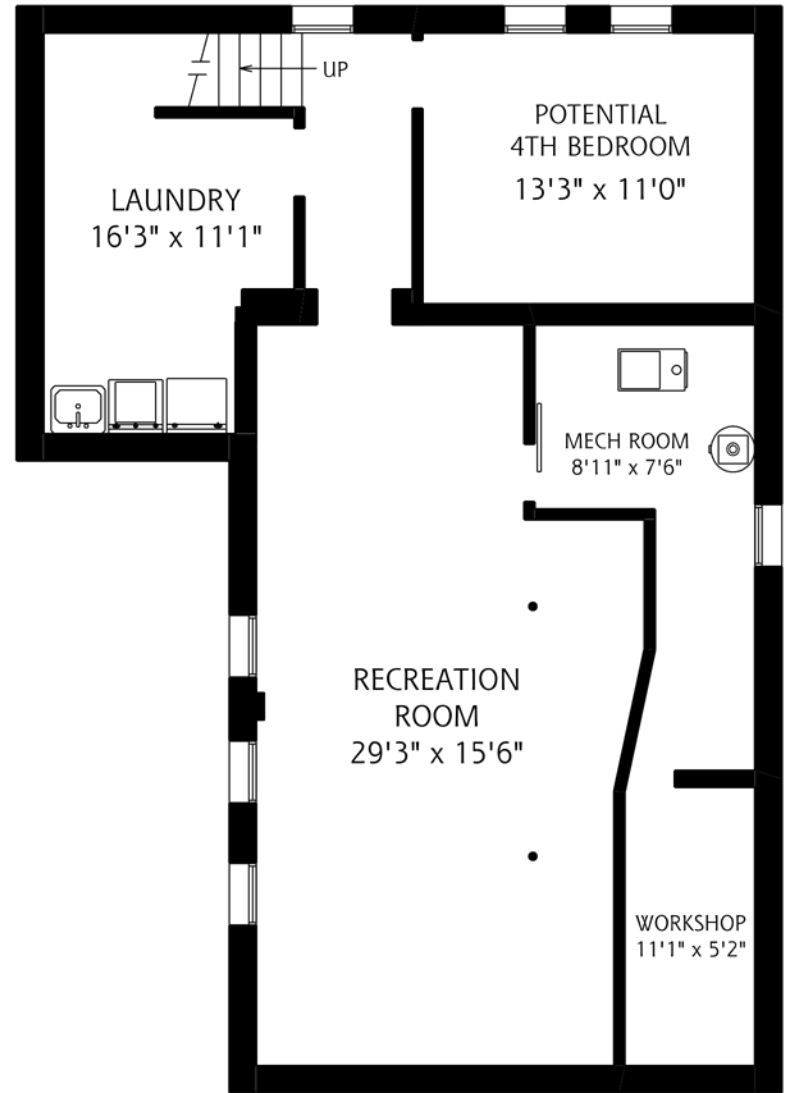 UP
POTENTIAL
4TH BEDROOM
13'3" x 11'0"
LAUNDRY
16'3" x 11'1"
MECH ROOM
8'11" x 7'6"
RECREATION
ROOM
29'3" x 15'6"
WORKSHOP
11'1" x 5'2"